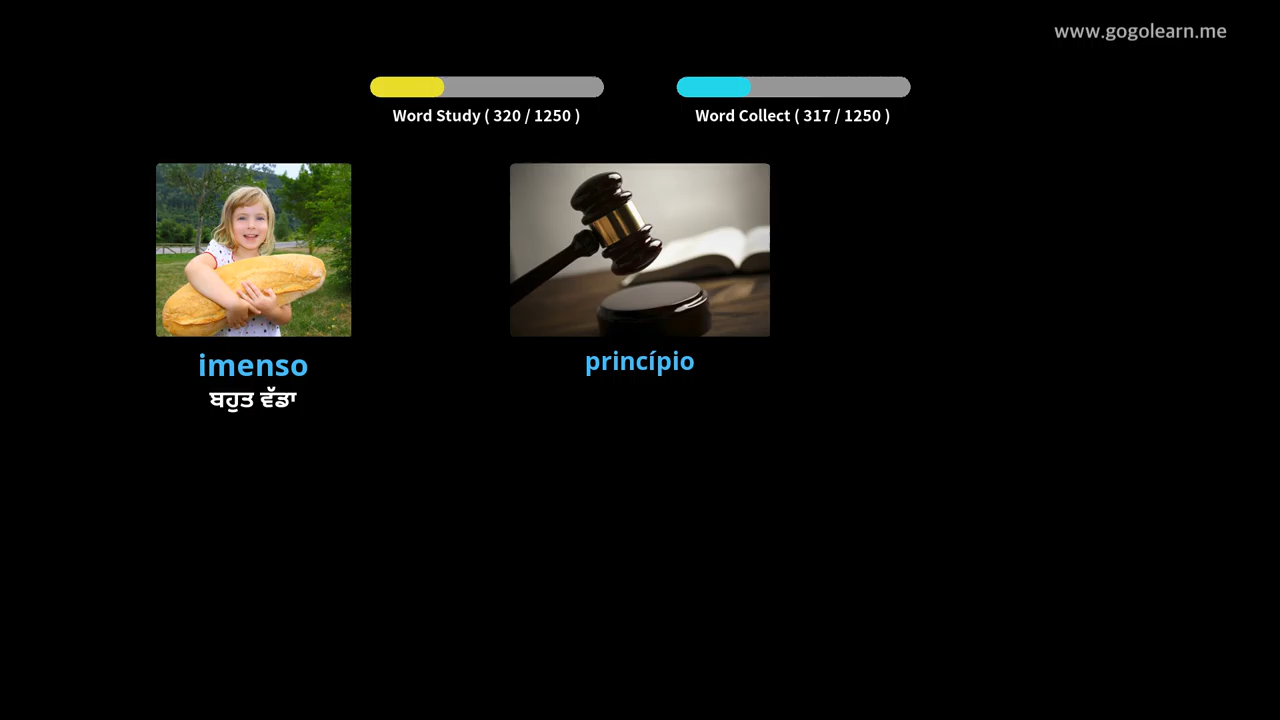 www.gogolearn.me
Word Study ( 320 / 1250 )
Word Collect ( 317 / 1250 )
imenso
ਬਹੁਤ ਵੱਡਾ
princípio